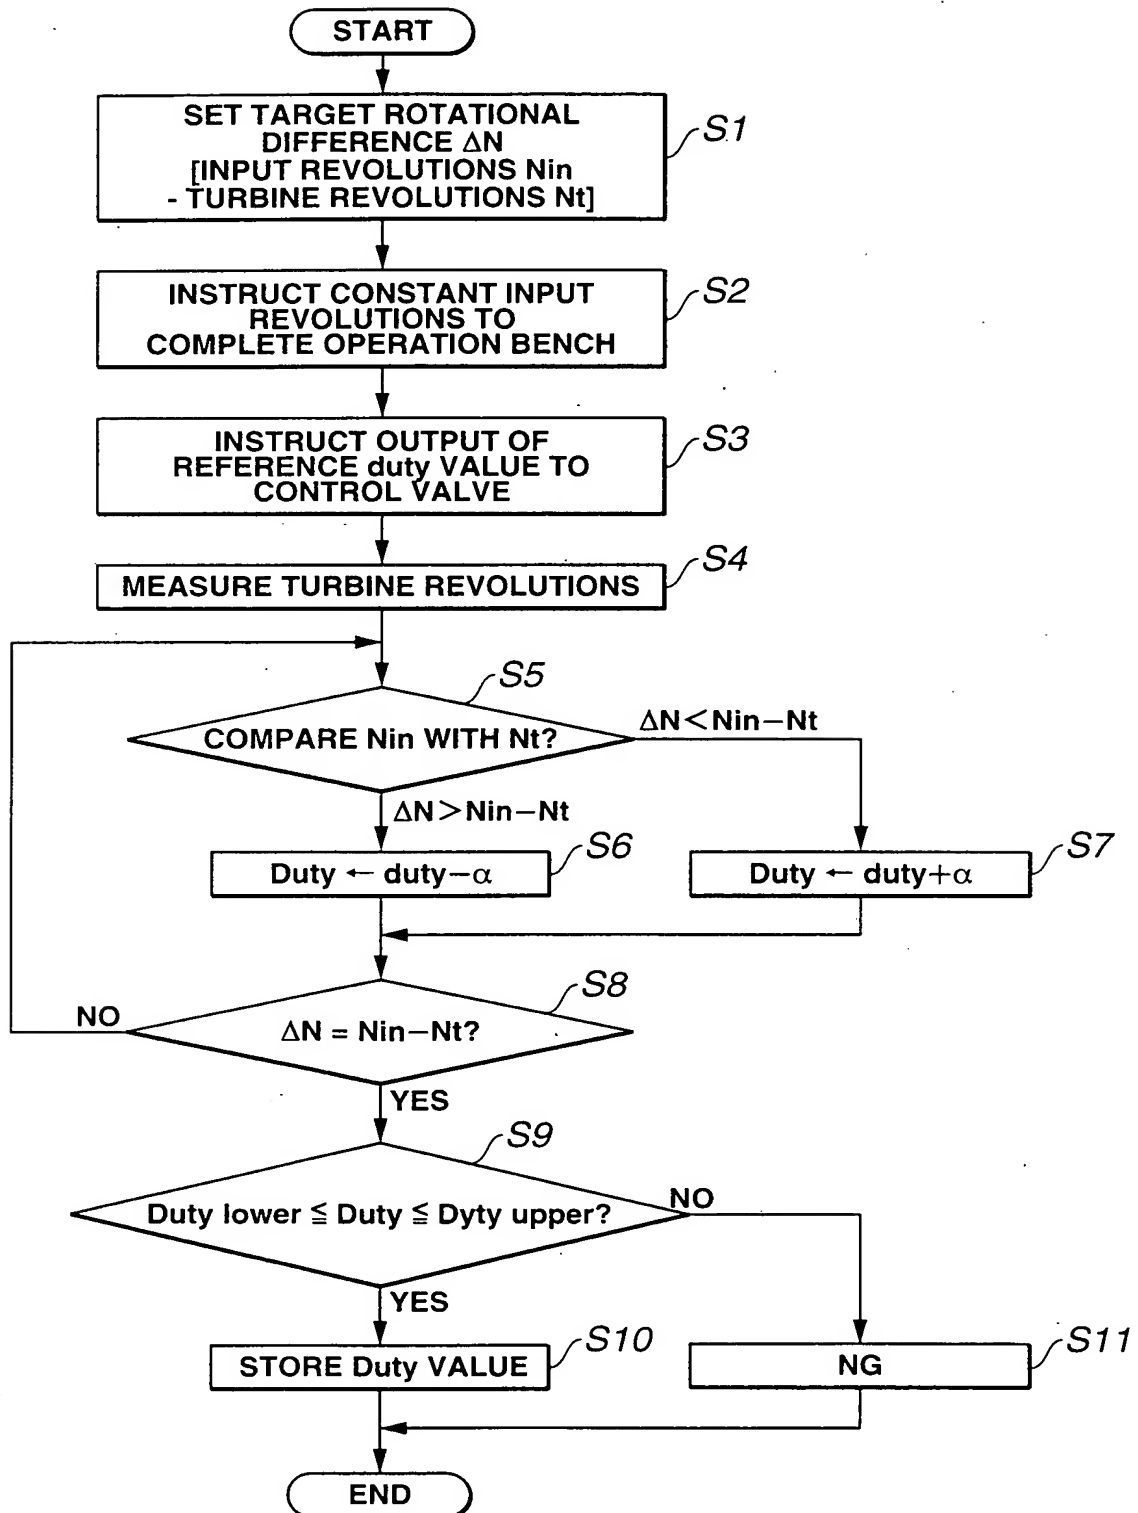 START
SET TARGET ROTATIONAL
DIFFERENCE ΔN
[INPUT REVOLUTIONS Nin
- TURBINE REVOLUTIONS Nt]
S1
INSTRUCT CONSTANT INPUT
REVOLUTIONS TO
COMPLETE OPERATION BENCH
S2
INSTRUCT OUTPUT OF
REFERENCE duty VALUE TO
CONTROL VALVE
S3
MEASURE TURBINE REVOLUTIONS
S4
S5
COMPARE Nin WITH Nt?
ΔN<Nin−Nt
ΔN>Nin−Nt
Duty ← duty−α
S6
Duty ← duty+α
S7
S8
NO
ΔN = Nin−Nt?
YES
S9
Duty lower ≦ Duty ≦ Dyty upper?
NO
YES
STORE Duty VALUE
S10
NG
S11
END